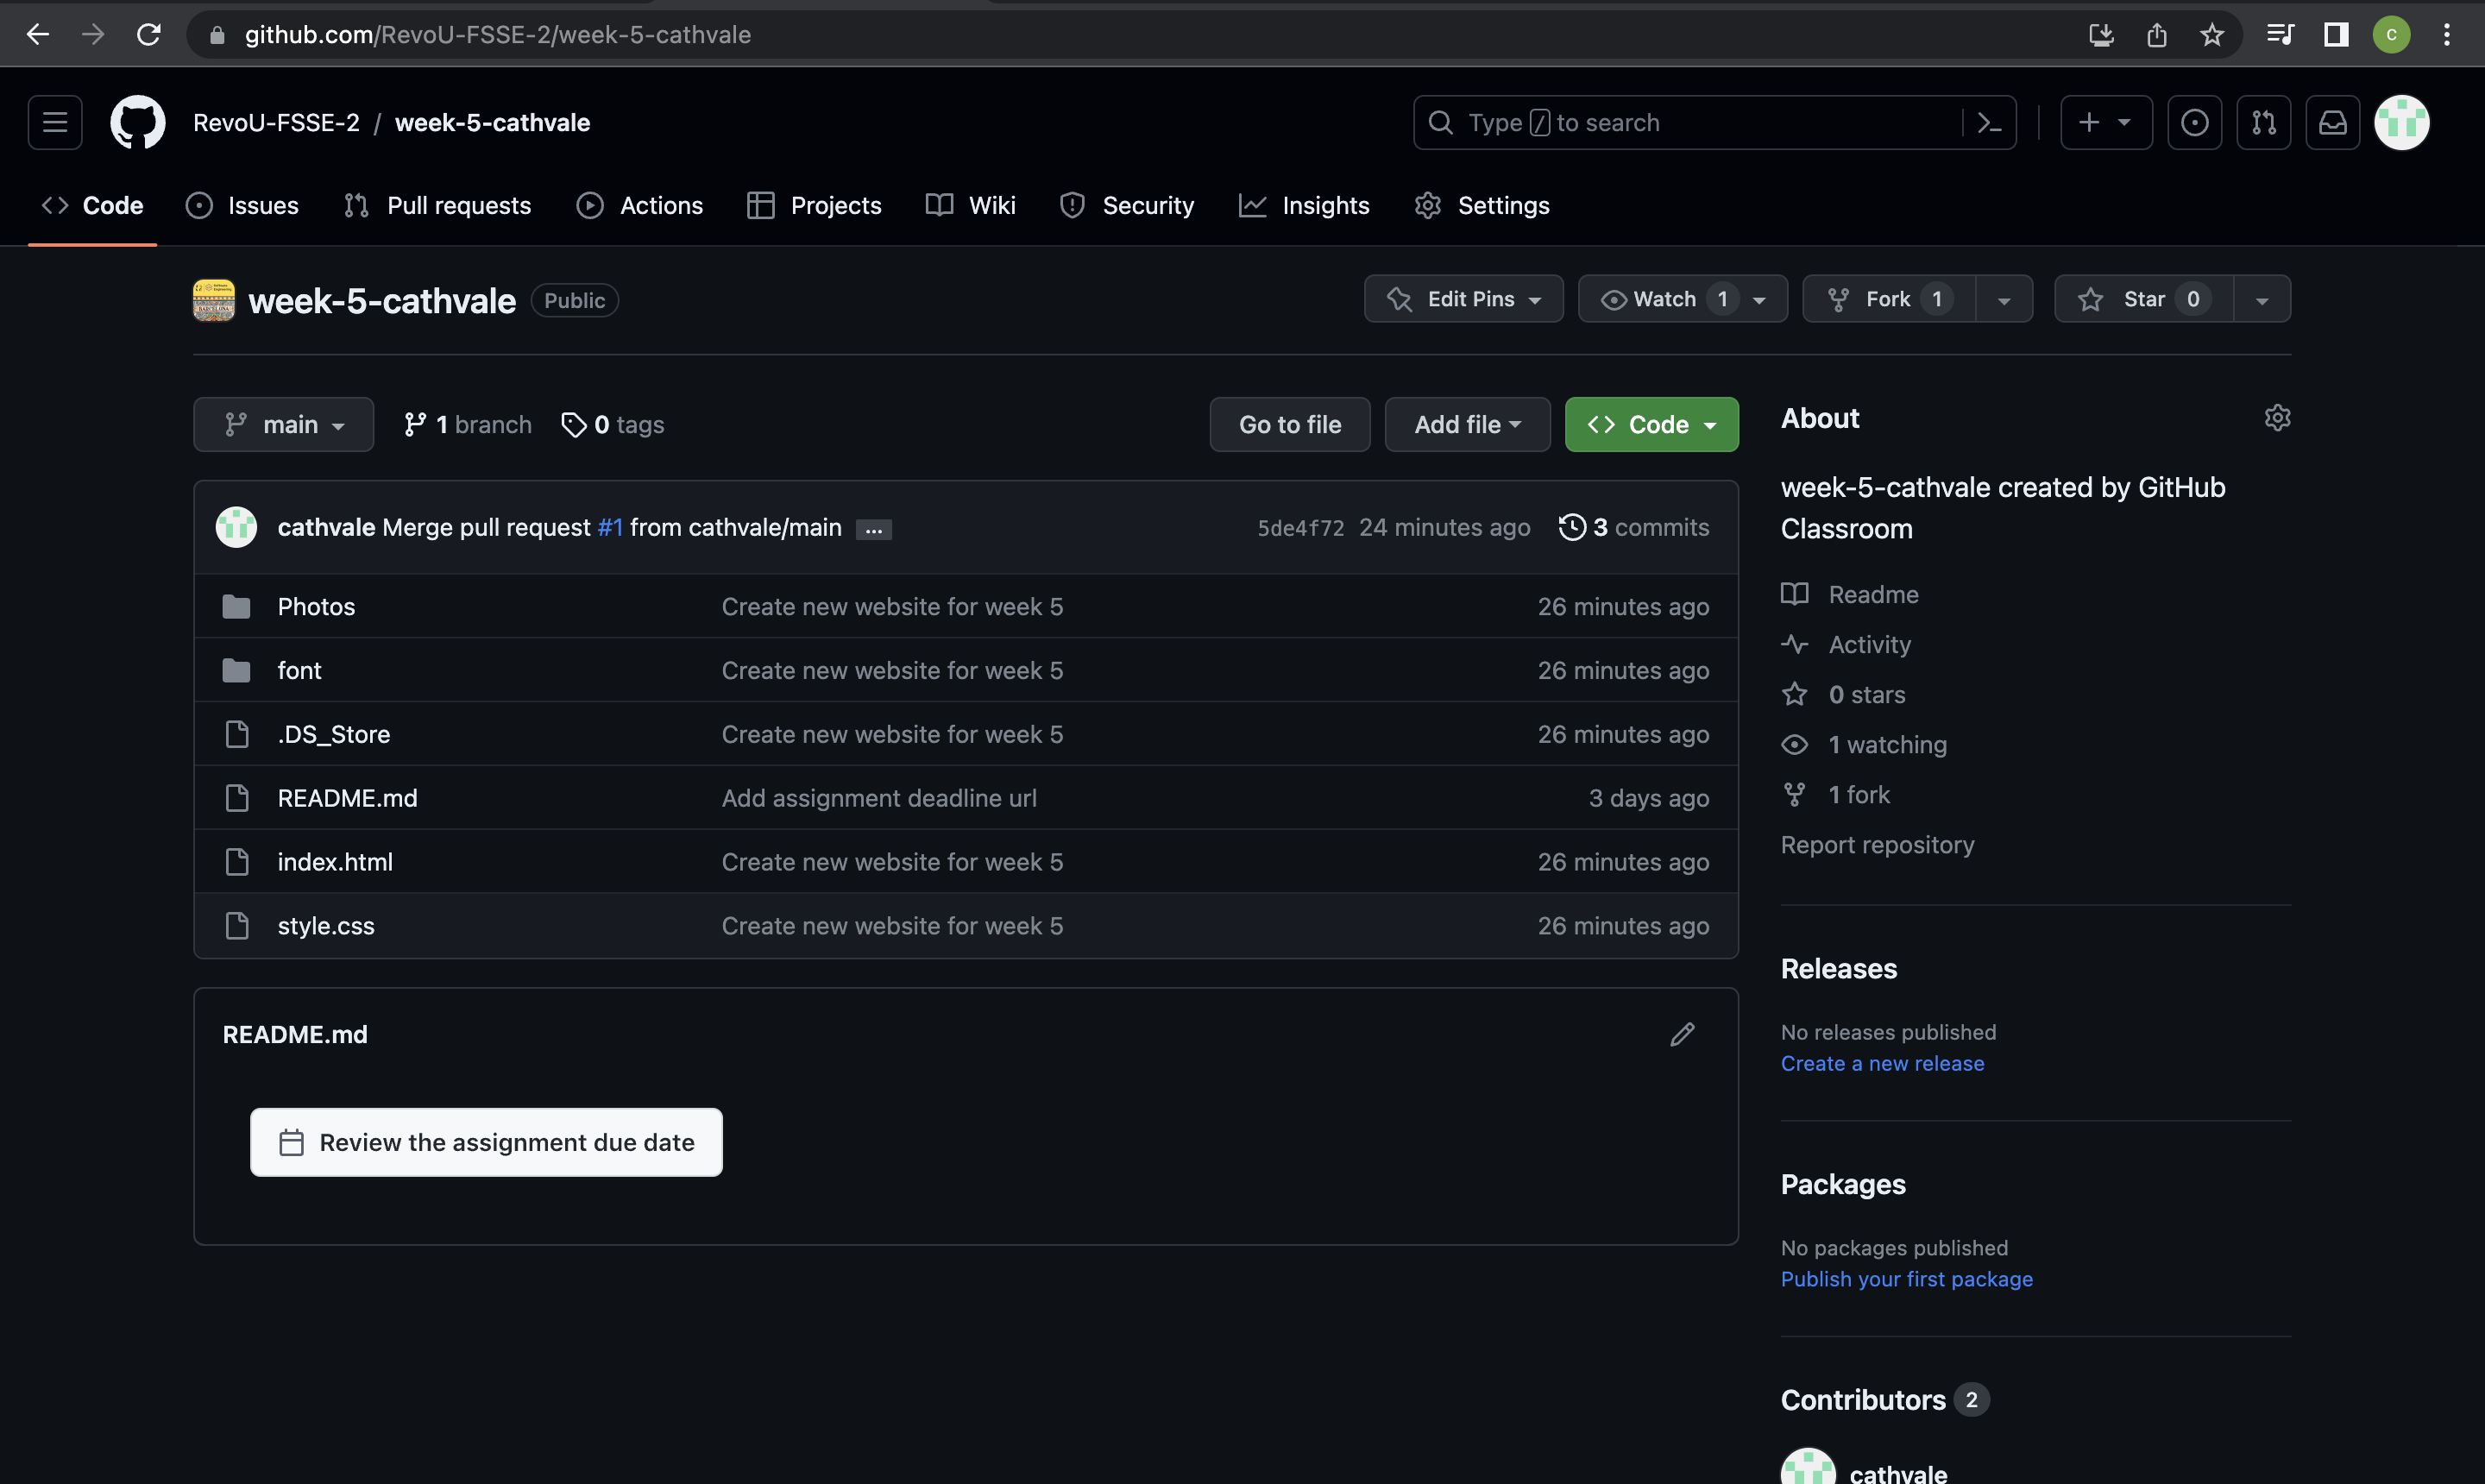 github.com/RevoU-FSSE-2/week-5-cathvale
C
RevoU-FSSE-2 / week-5-cathvale
Type / to search
Code Issues Pull requests Actions Projects Wiki Security Insights Settings
week-5-cathvale Public
Edit Pins Watch 1 Fork 1 Star 0
main 1 branch 0 tags Go to file Add file Code
cathvale Merge pull request #1 from cathvale/main ... 5de4f72 24 minutes ago 3 commits
Photos Create new website for week 5 26 minutes ago
font Create new website for week 5 26 minutes ago
.DS_Store Create new website for week 5 26 minutes ago
README.md Add assignment deadline url 3 days ago
index.html Create new website for week 5 26 minutes ago
style.css Create new website for week 5 26 minutes ago
README.md
Review the assignment due date
About
week-5-cathvale created by GitHub
Classroom
Readme
Activity
0 stars
1 watching
1 fork
Report repository
Releases
No releases published
Create a new release
Packages
No packages published
Publish your first package
Contributors 2
cathvale